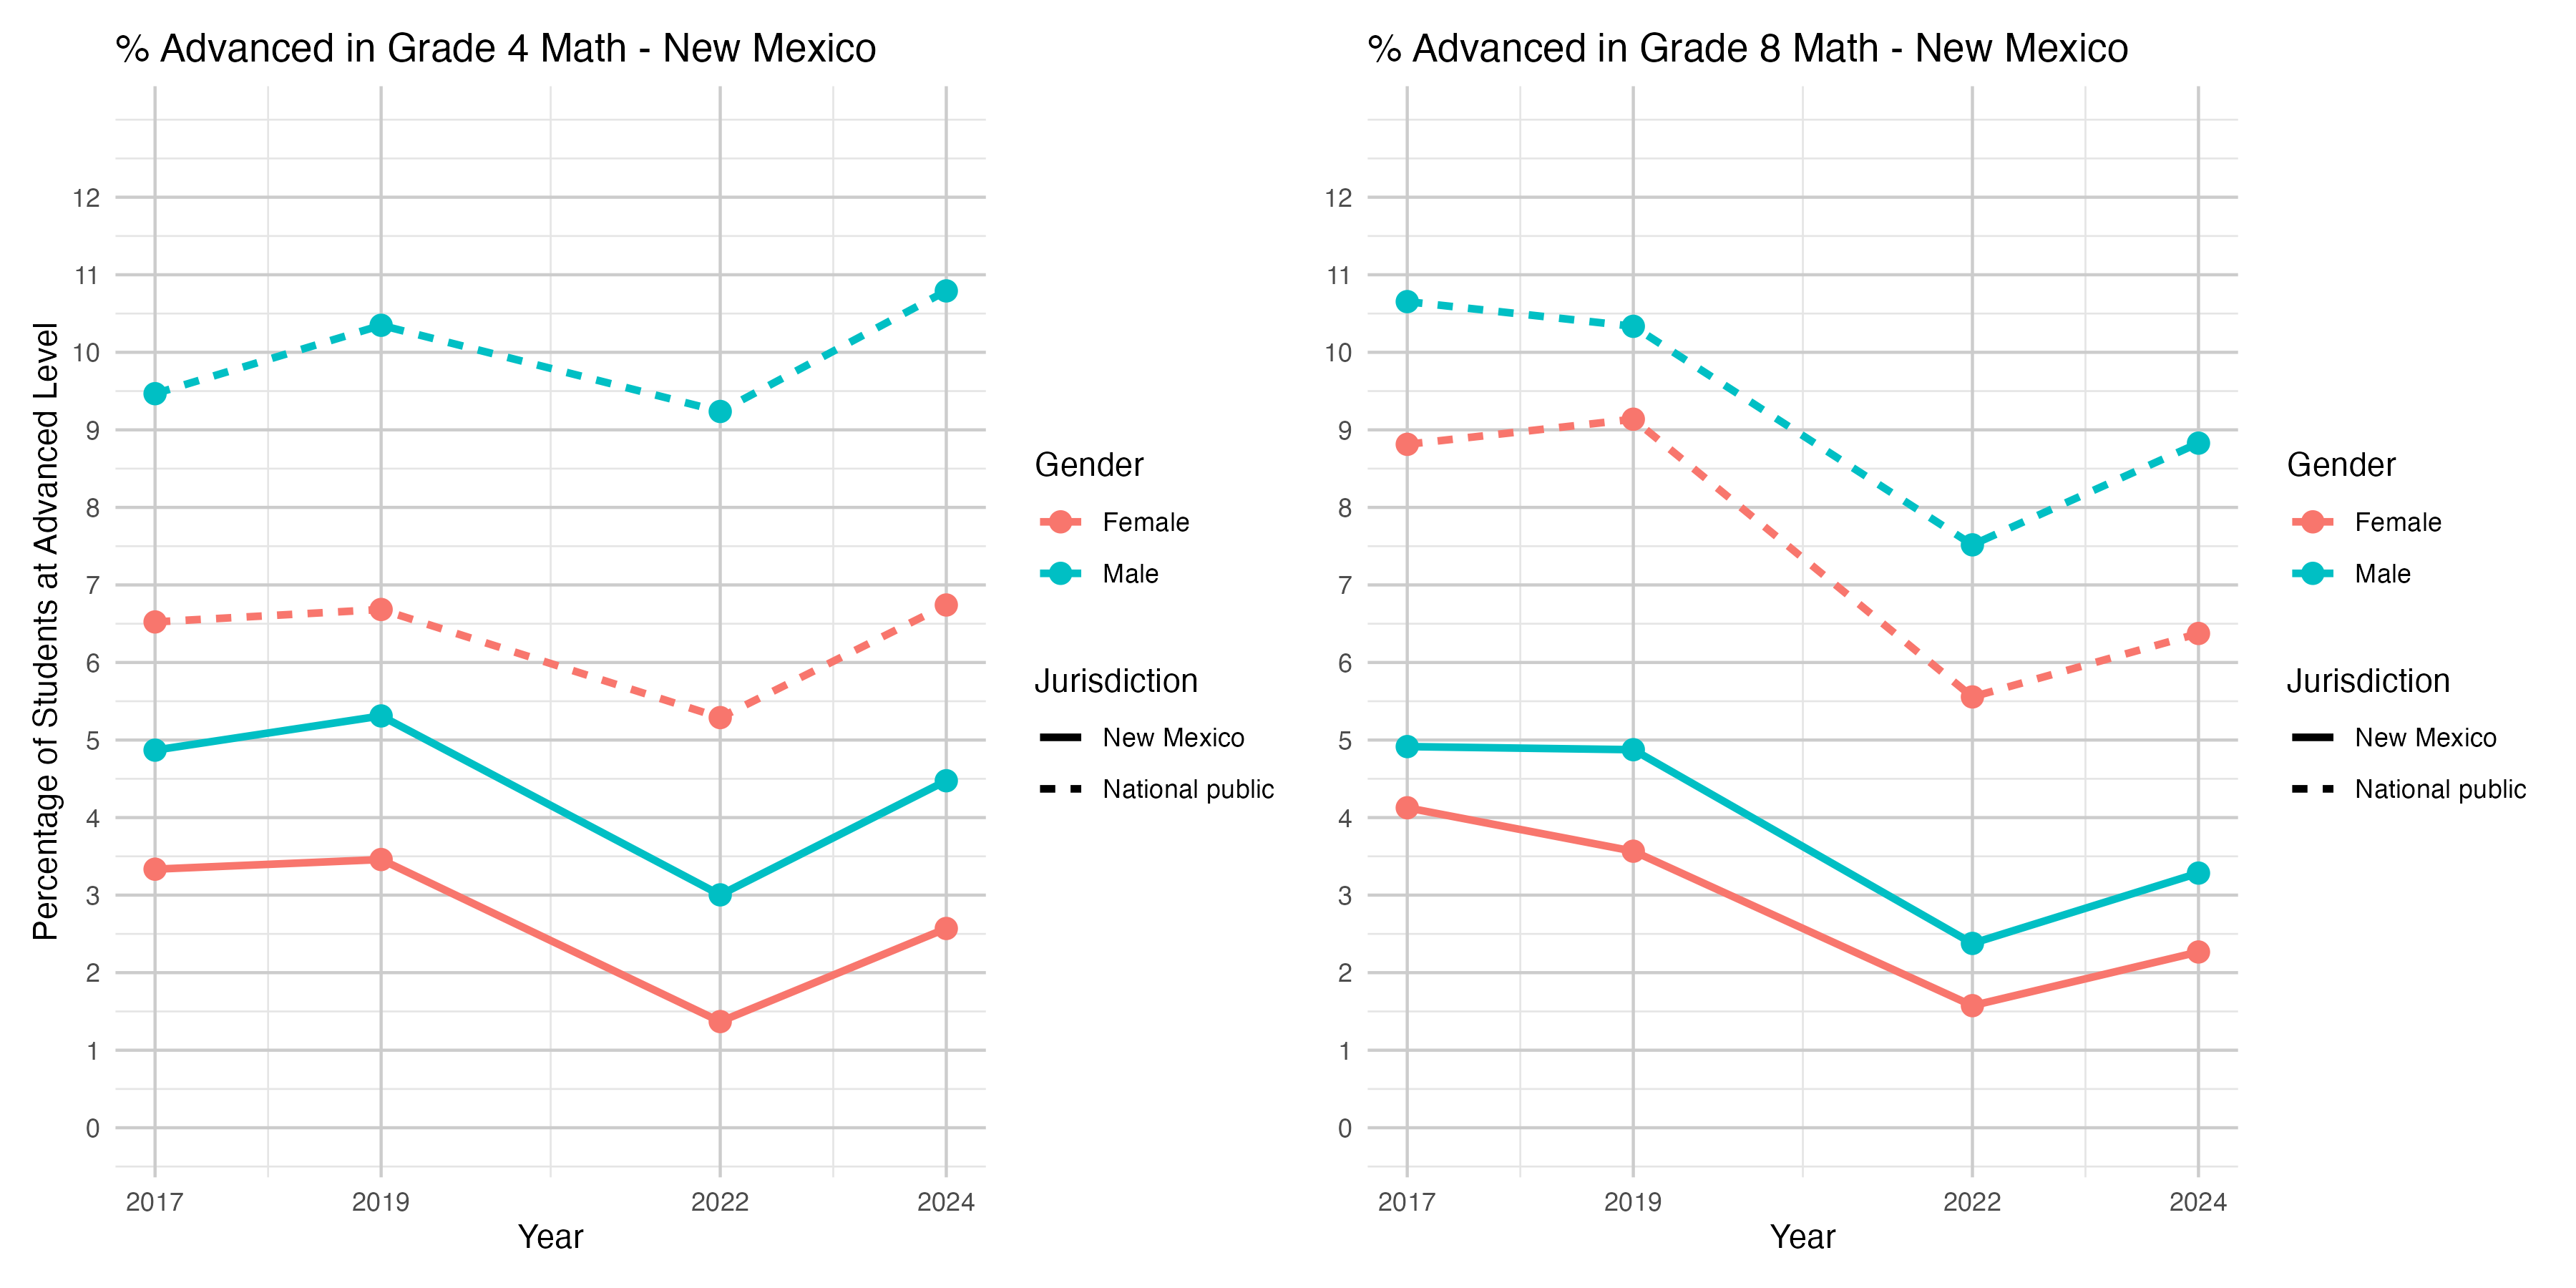 % Advanced in Grade 4 Math - New Mexico
Percentage of Students at Advanced Level
12
11
10
9
8
7
6
5
4
3
2
1
0
2017 2019 2022 2024
Year
Gender
Female
Male
Jurisdiction
New Mexico
National public
% Advanced in Grade 8 Math - New Mexico
12
11
10
9
8
7
6
5
4
3
2
1
0
2017 2019 2022 2024
Year
Gender
Female
Male
Jurisdiction
New Mexico
National public